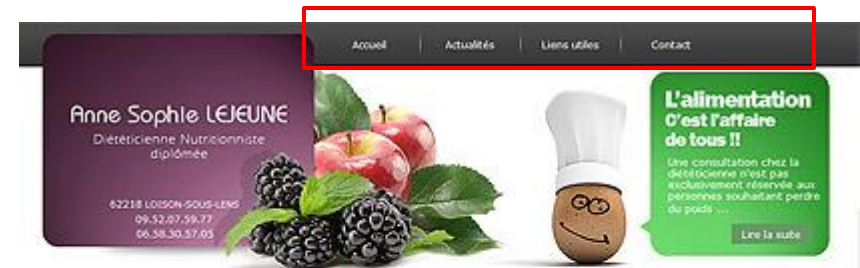 Accueil
Actualités
Liens utiles
Contact
Anne Sophie LEJEUNE
Diététicienne Nutritionniste
diplômée
62218 LOISON-SOUS-LENS
09.52.07.59.77
06.58.30.57.05
L'alimentation
C'est l'affaire
de tous !!
Une consultation chez la
diététicienne n'est pas
exclusivement réservée aux
personnes souhaitant perdre
du poids ...
Lire la suite